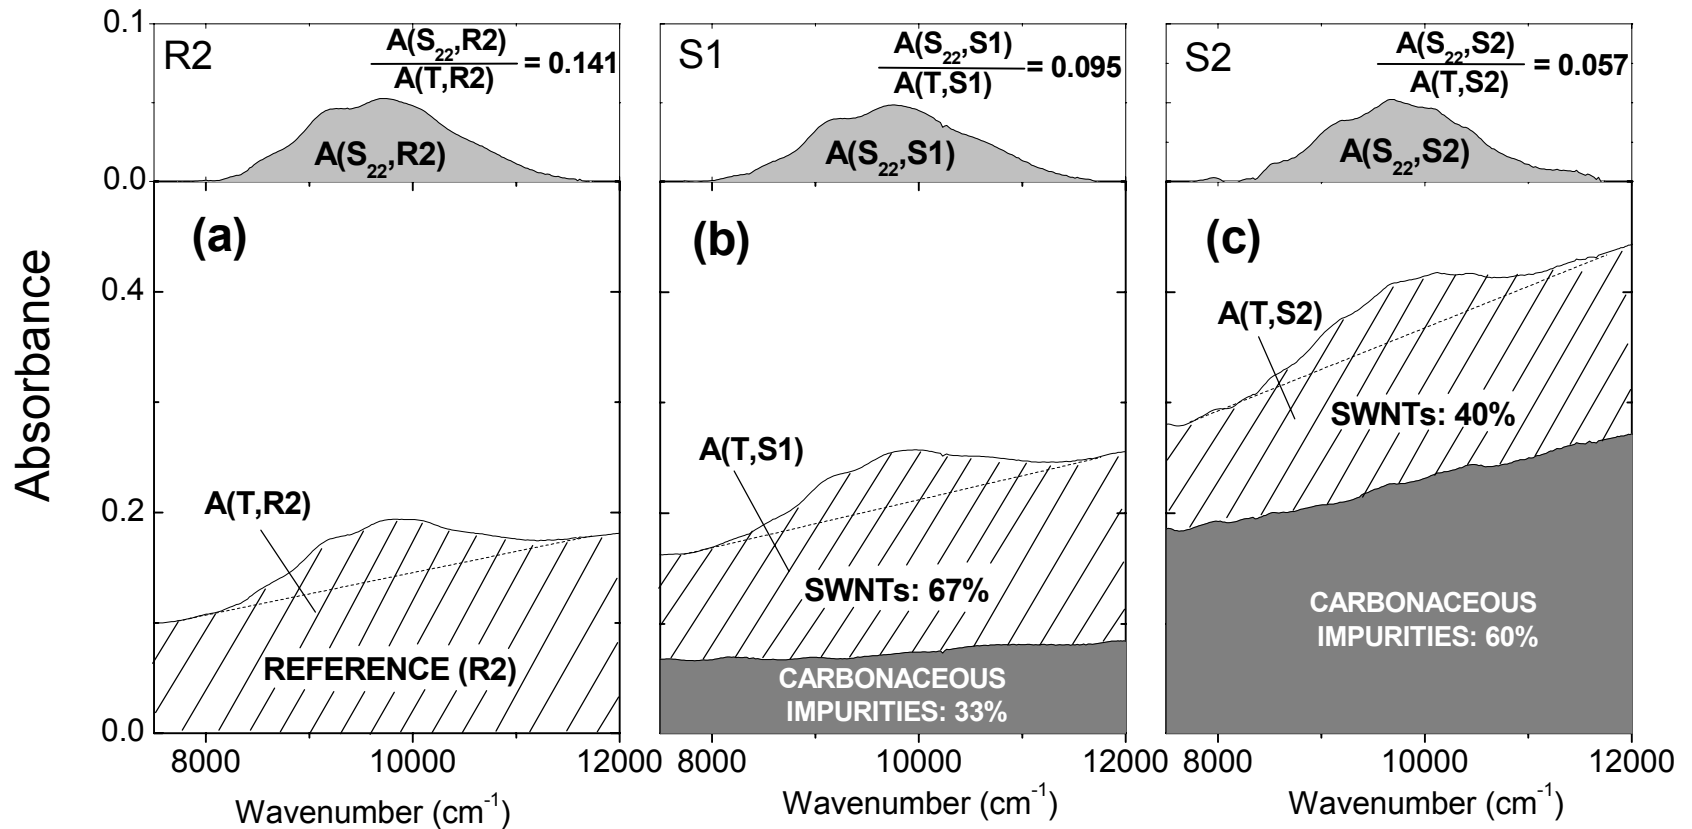 Absorbance
0.1
0.0
0.4
0.2
0.0
R2
A(S22,R2)
A(T,R2)
= 0.141
A(S22,R2)
(a)
A(T,R2)
REFERENCE (R2)
8000 10000 12000
Wavenumber (cm-1)
S1
A(S22,S1)
A(T,S1)
= 0.095
A(S22,S1)
(b)
A(T,S1)
SWNTs: 67%
CARBONACEOUS
IMPURITIES: 33%
8000 10000 12000
Wavenumber (cm-1)
S2
A(S22,S2)
A(T,S2)
= 0.057
A(S22,S2)
(c)
A(T,S2)
SWNTs: 40%
CARBONACEOUS
IMPURITIES: 60%
8000 10000 12000
Wavenumber (cm-1)